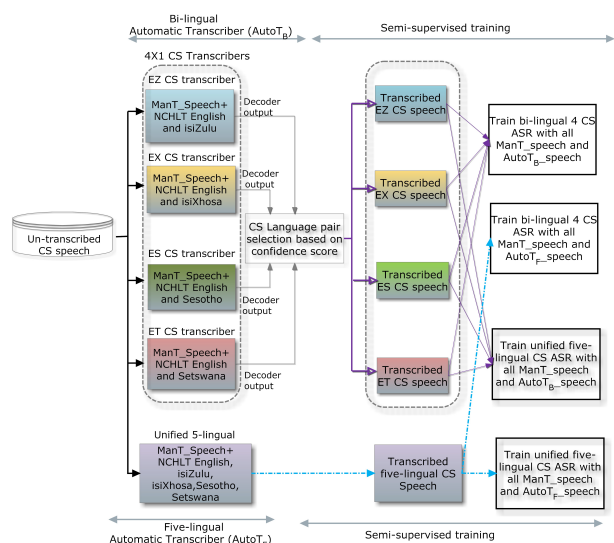 Bi-lingual
Automatic Transcriber (AutoT_B)
Semi-supervised training
4X1 CS Transcribers
EZ CS transcriber
ManT_Speech+
NCHLT English
and isiZulu
Decoder
output
EX CS transcriber
ManT_Speech+
NCHLT English
and isiXhosa
Decoder
output
Un-transcribed
CS speech
CS Language pair
selection based on
confidence score
ES CS transcriber
ManT_Speech+
NCHLT English
and Sesotho
Decoder
output
ET CS transcriber
ManT_Speech+
NCHLT English
and Setswana
Decoder
output
Transcribed
EZ CS speech
Transcribed
EX CS speech
Transcribed
ES CS speech
Transcribed
ET CS speech
Train bi-lingual 4 CS
ASR with all
ManT_speech and
AutoT_B_speech
Train bi-lingual 4 CS
ASR with all
ManT_speech and
AutoT_F_speech
Train unified five-
lingual CS ASR with
all ManT_speech
and AutoT_B_speech
Unified 5-lingual
ManT_Speech+
NCHLT English,
isiZulu,
isiXhosa,Sesotho,
Setswana
Transcribed
five-lingual CS
Speech
Train unified five-
lingual CS ASR with
all ManT_speech
and AutoT_F_speech
Five-lingual
Automatic Transcriber (AutoT
Semi-supervised training